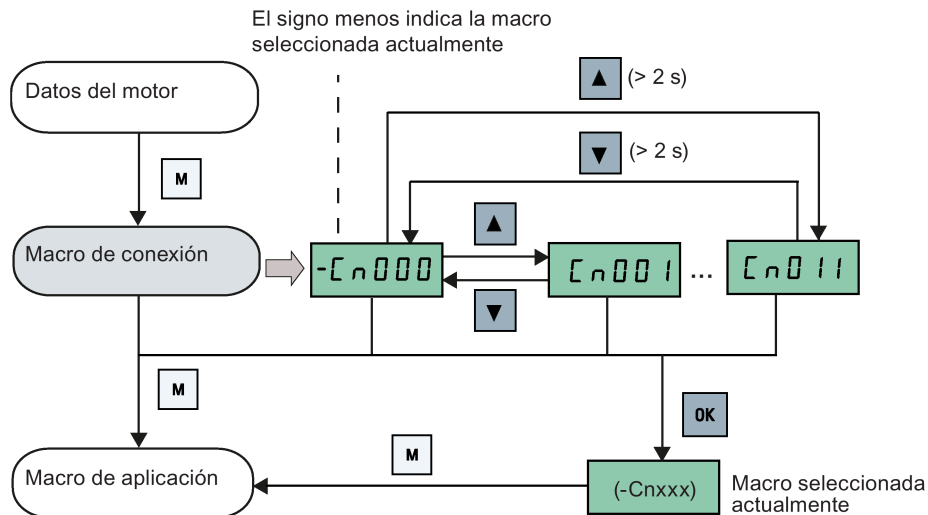 El signo menos indica la macro
seleccionada actualmente
Datos del motor
▲ (> 2 s)
▼ (> 2 s)
M
Macro de conexión
▲
-Cn000
Cn001 ... Cn011
▼
M
OK
M
Macro de aplicación
(-Cnxxx)
Macro seleccionada
actualmente